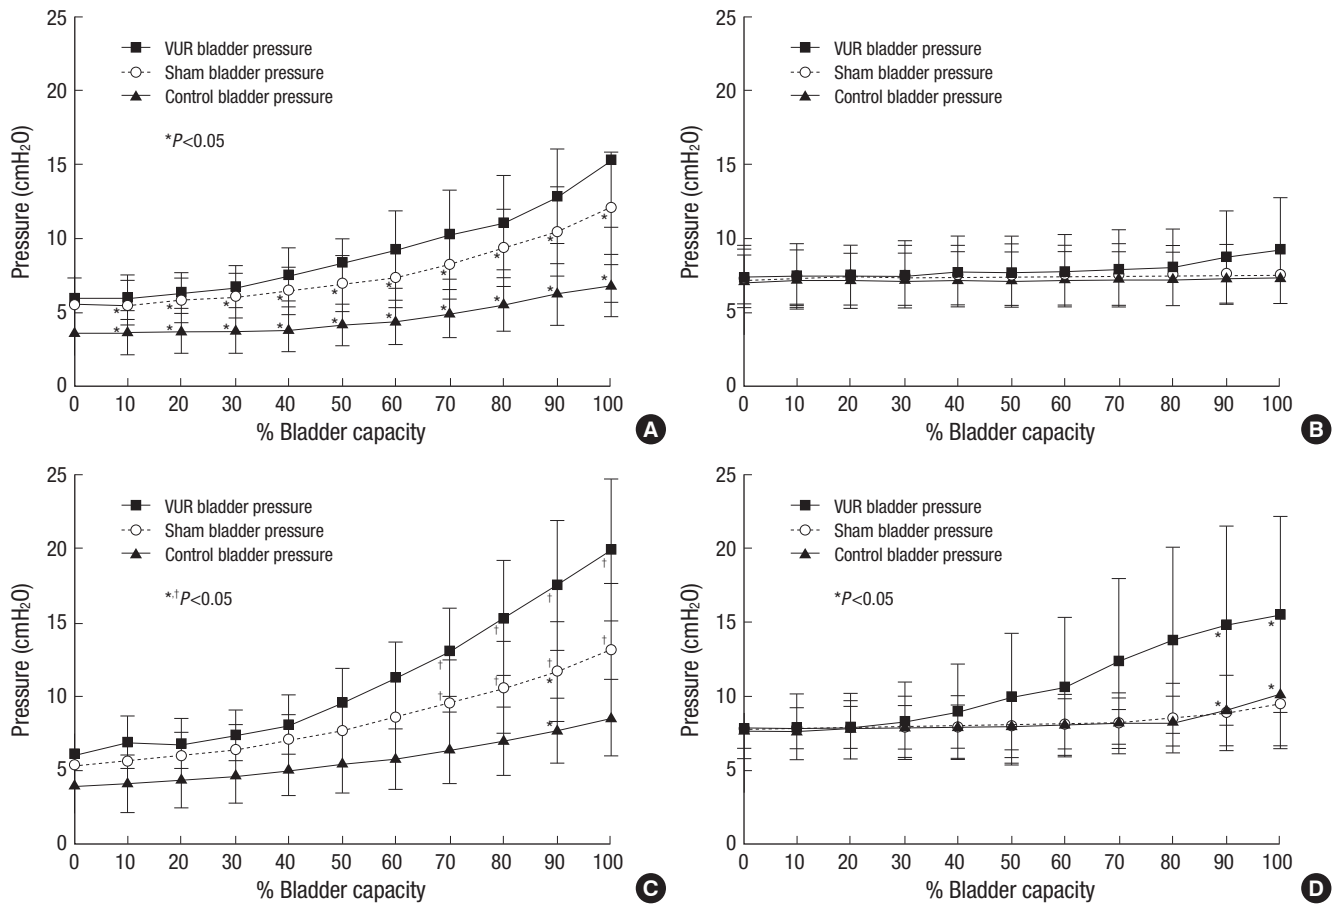 25
20
15
10
5
0
Pressure (cmH₂O)
VUR bladder pressure
Sham bladder pressure
Control bladder pressure
*P<0.05
* * * * * * * * * *
* * * * * * * * * *
0 10 20 30 40 50 60 70 80 90 100
% Bladder capacity
A
25
20
15
10
5
0
Pressure (cmH₂O)
VUR bladder pressure
Sham bladder pressure
Control bladder pressure
0 10 20 30 40 50 60 70 80 90 100
% Bladder capacity
B
25
20
15
10
5
0
Pressure (cmH₂O)
VUR bladder pressure
Sham bladder pressure
Control bladder pressure
*,†P<0.05
† † † †
† † † †
* *
0 10 20 30 40 50 60 70 80 90 100
% Bladder capacity
C
25
20
15
10
5
0
Pressure (cmH₂O)
VUR bladder pressure
Sham bladder pressure
Control bladder pressure
*P<0.05
* *
* *
0 10 20 30 40 50 60 70 80 90 100
% Bladder capacity
D